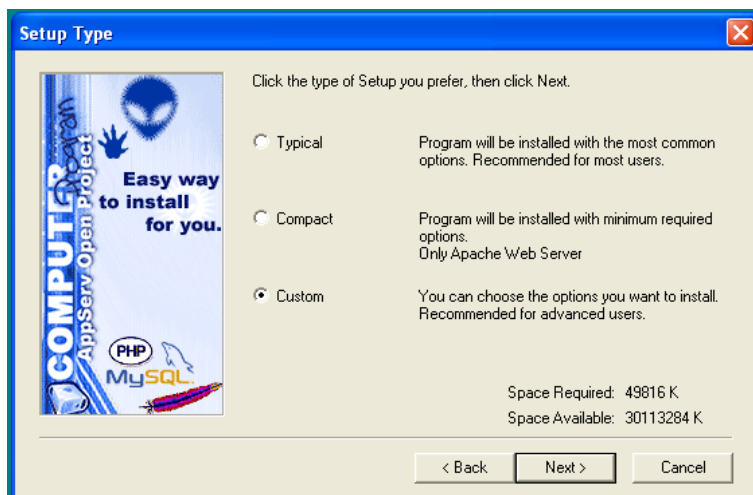 Setup Type
Click the type of Setup you prefer, then click Next.
Typical
Program will be installed with the most common
options. Recommended for most users.
Compact
Program will be installed with minimum required
options.
Only Apache Web Server
Custom
You can choose the options you want to install.
Recommended for advanced users.
COMPUTER
Program
AppServ Open Project
Easy way
to install
for you.
PHP
MySQL
Space Required: 49816 K
Space Available: 30113284 K
< Back
Next >
Cancel